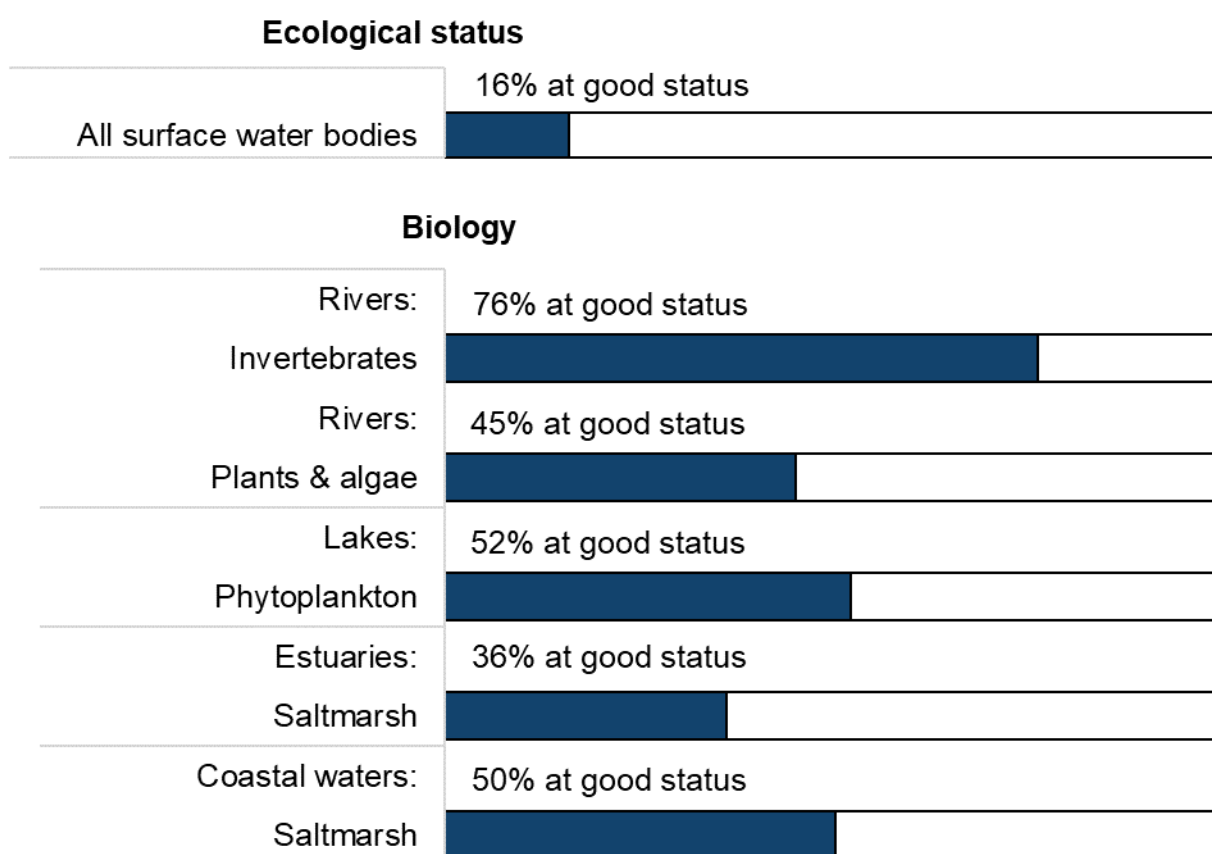 Ecological status
16% at good status
All surface water bodies
Biology
Rivers:
76% at good status
Invertebrates
Rivers:
45% at good status
Plants & algae
Lakes:
52% at good status
Phytoplankton
Estuaries:
36% at good status
Saltmarsh
Coastal waters:
50% at good status
Saltmarsh